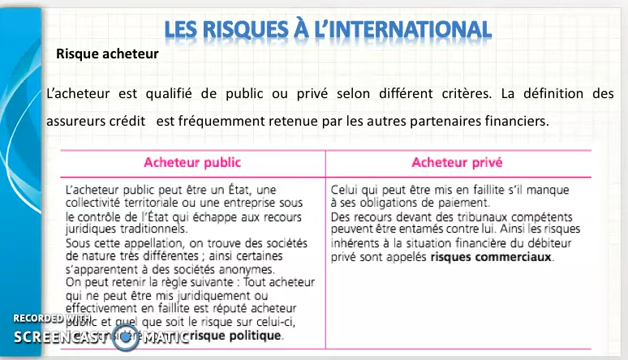 LES RISQUES À L'INTERNATIONAL
Risque acheteur
L'acheteur est qualifié de public ou privé selon différent critères. La définition des
assureurs crédit est fréquemment retenue par les autres partenaires financiers.
Acheteur public
L'acheteur public peut être un État, une
collectivité territoriale ou une entreprise sous
le contrôle de l'État qui échappe aux recours
juridiques traditionnels.
Sous cette appellation, on trouve des sociétés
de nature très différentes ; ainsi certaines
s'apparentent à des sociétés anonymes.
On peut retenir la règle suivante : Tout acheteur
qui ne peut être mis juridiquement ou
effectivement en faillite est réputé acheteur
public et quel que soit le risque sur celui-ci,
risque politique.
Acheteur privé
Celui qui peut être mis en faillite s'il manque
à ses obligations de paiement.
Des recours devant des tribunaux compétents
peuvent être entamés contre lui. Ainsi les risques
inhérents à la situation financière du débiteur
privé sont appelés risques commerciaux.
RECORDED WITH
SCREENCAST MATIC